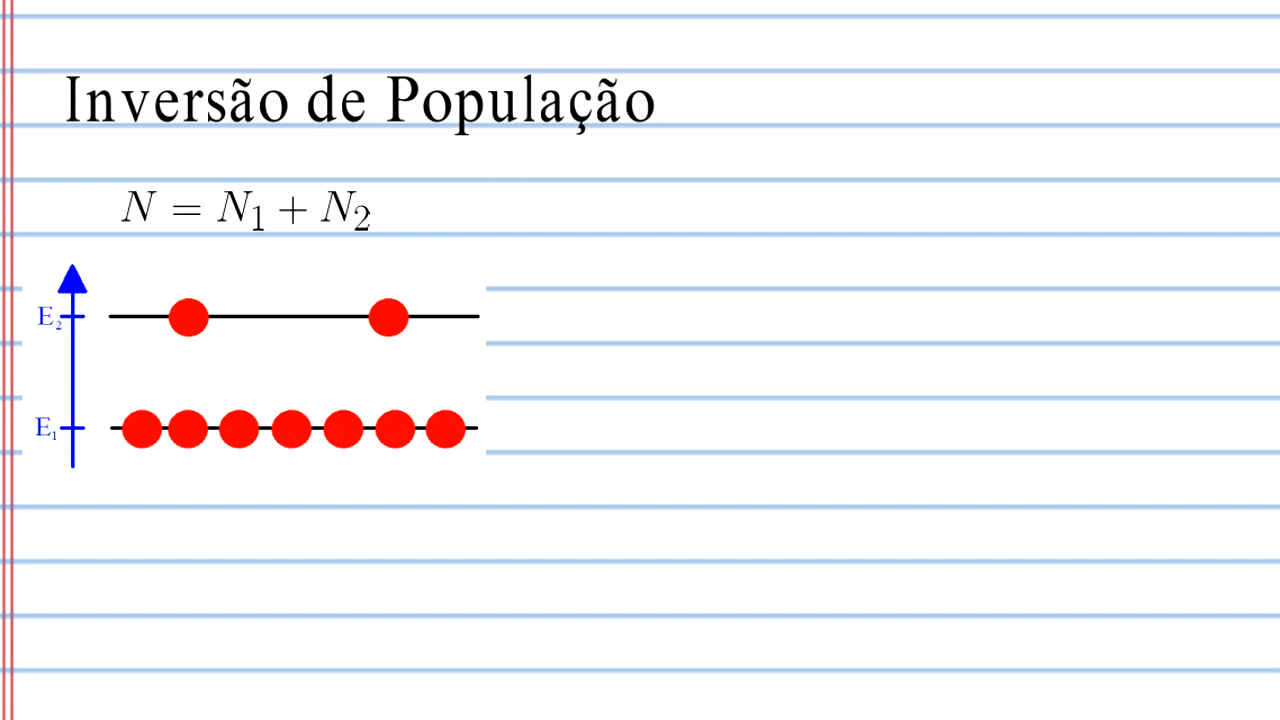 Inversão de População
N = N₁ + N₂
E₂
E₁